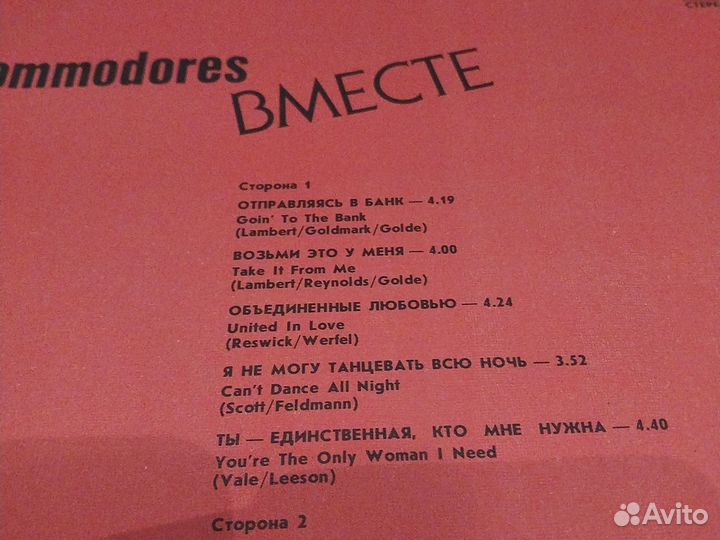 ommodores
ВМЕСТЕ
Сторона 1
ОТПРАВЛЯЯСЬ В БАНК — 4.19
Goin' To The Bank
(Lambert/Goldmark/Golde)
ВОЗЬМИ ЭТО У МЕНЯ — 4.00
Take It From Me
(Lambert/Reynolds/Golde)
ОБЪЕДИНЕННЫЕ ЛЮБОВЬЮ — 4.24
United In Love
(Reswick/Werfel)
Я НЕ МОГУ ТАНЦЕВАТЬ ВСЮ НОЧЬ — 3.52
Can't Dance All Night
(Scott/Feldmann)
ТЫ — ЕДИНСТВЕННАЯ, КТО МНЕ НУЖНА — 4.40
You're The Only Woman I Need
(Vale/Leeson)
Сторона 2
Avito